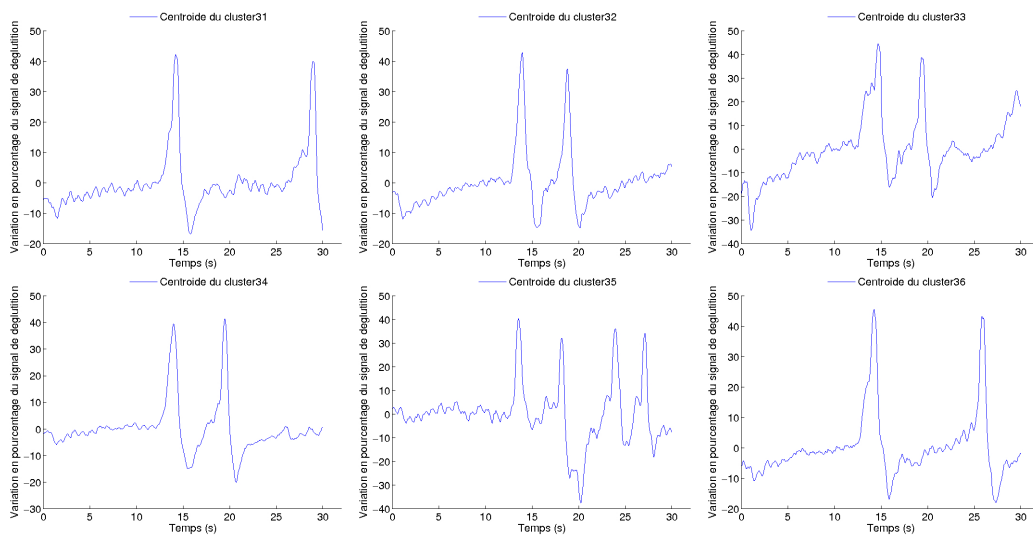 Centroide du cluster31
Variation en pourcentage du signal de deglutition
50
40
30
20
10
0
−10
−20
0 5 10 15 20 25 30
Temps (s)
Centroide du cluster32
Variation en pourcentage du signal de deglutition
50
40
30
20
10
0
−10
−20
0 5 10 15 20 25 30
Temps (s)
Centroide du cluster33
Variation en pourcentage du signal de deglutition
50
40
30
20
10
0
−10
−20
−30
−40
0 5 10 15 20 25 30
Temps (s)
Centroide du cluster34
Variation en pourcentage du signal de deglutition
50
40
30
20
10
0
−10
−20
−30
0 5 10 15 20 25 30
Temps (s)
Centroide du cluster35
Variation en pourcentage du signal de deglutition
50
40
30
20
10
0
−10
−20
−30
−40
0 5 10 15 20 25 30
Temps (s)
Centroide du cluster36
Variation en pourcentage du signal de deglutition
50
40
30
20
10
0
−10
−20
0 5 10 15 20 25 30
Temps (s)